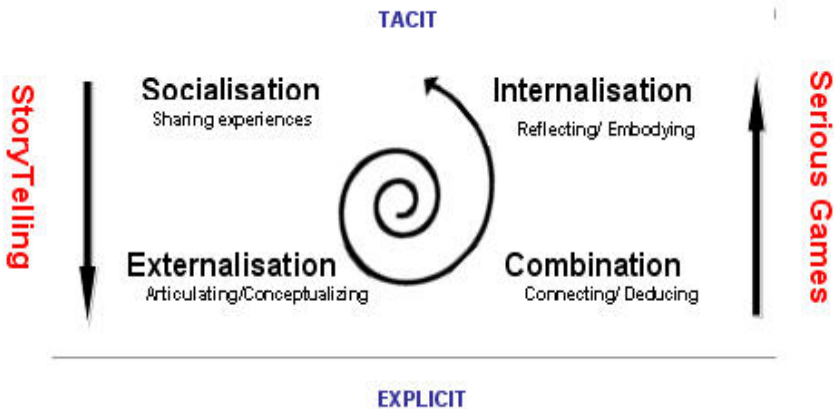 TACIT
StoryTelling
Socialisation
Sharing experiences
Internalisation
Reflecting/ Embodying
Serious Games
Externalisation
Articulating/Conceptualizing
Combination
Connecting/ Deducing
EXPLICIT